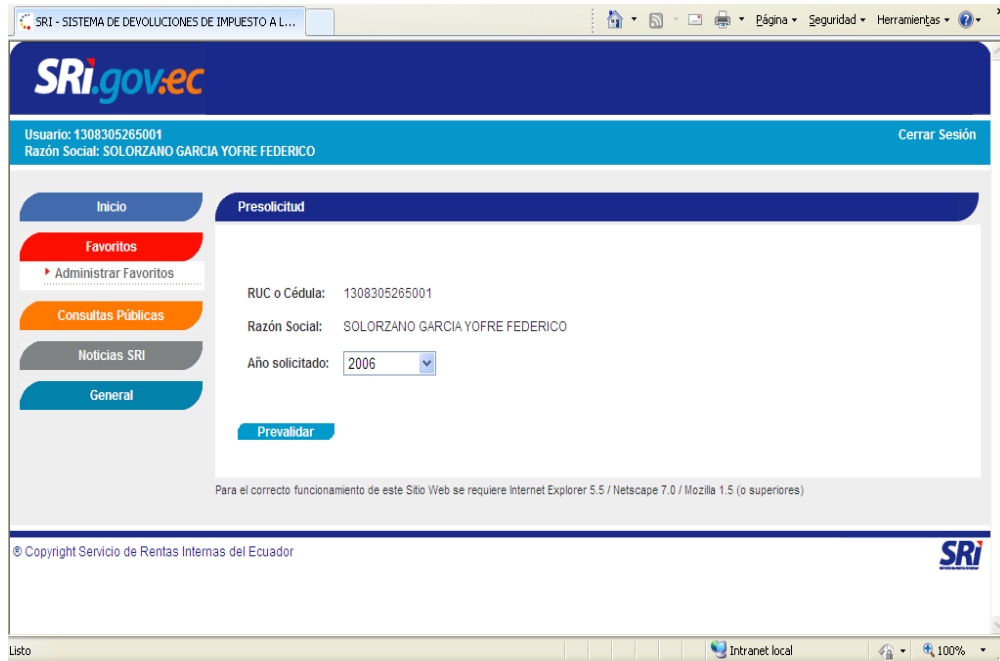 SRI - SISTEMA DE DEVOLUCIONES DE IMPUESTO A L...
Página Seguridad Herramientas
SRi.gov.ec
Usuario: 1308305265001 Cerrar Sesión
Razón Social: SOLORZANO GARCIA YOFRE FEDERICO
Inicio
Favoritos
Administrar Favoritos
Consultas Públicas
Noticias SRI
General
Presolicitud
RUC o Cédula: 1308305265001
Razón Social: SOLORZANO GARCIA YOFRE FEDERICO
Año solicitado: 2006
Prevalidar
Para el correcto funcionamiento de este Sitio Web se requiere Internet Explorer 5.5 / Netscape 7.0 / Mozilla 1.5 (o superiores)
® Copyright Servicio de Rentas Internas del Ecuador
SRi
Listo Intranet local 100%